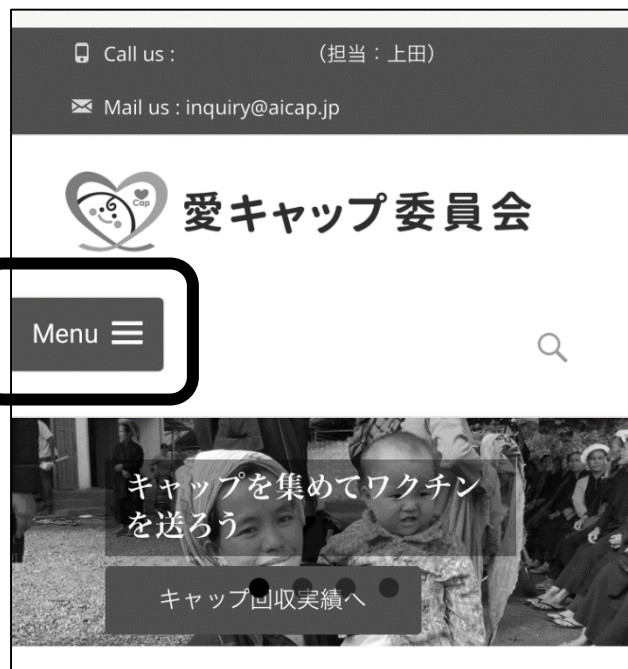 Call us : （担当：上田）
Mail us : inquiry@aicap.jp
Cap
愛キャップ委員会
Menu
キャップを集めてワクチン
を送ろう
キャップ回収実績へ